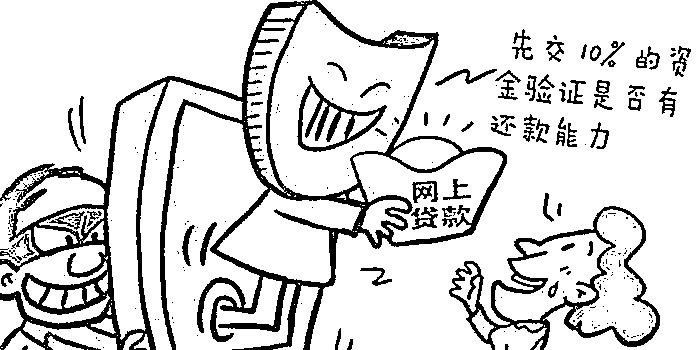 先交10%的资
金验证是否有
还款能力
网上
贷款